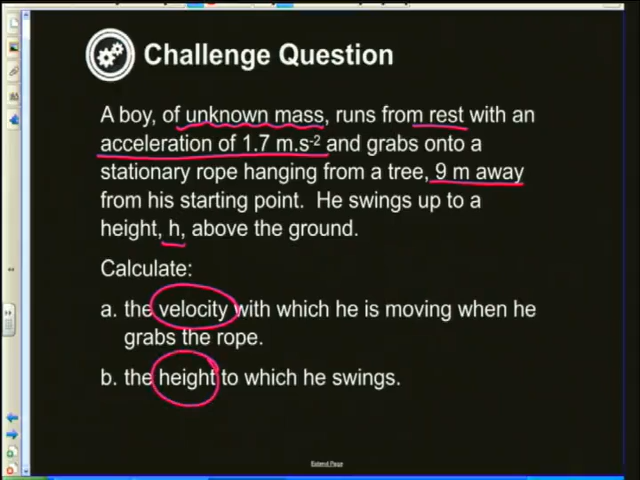 Challenge Question
A boy, of unknown mass, runs from rest with an
acceleration of 1.7 m.s⁻² and grabs onto a
stationary rope hanging from a tree, 9 m away
from his starting point. He swings up to a
height, h, above the ground.
Calculate:
a. the velocity with which he is moving when he
grabs the rope.
b. the height to which he swings.
Extend Page